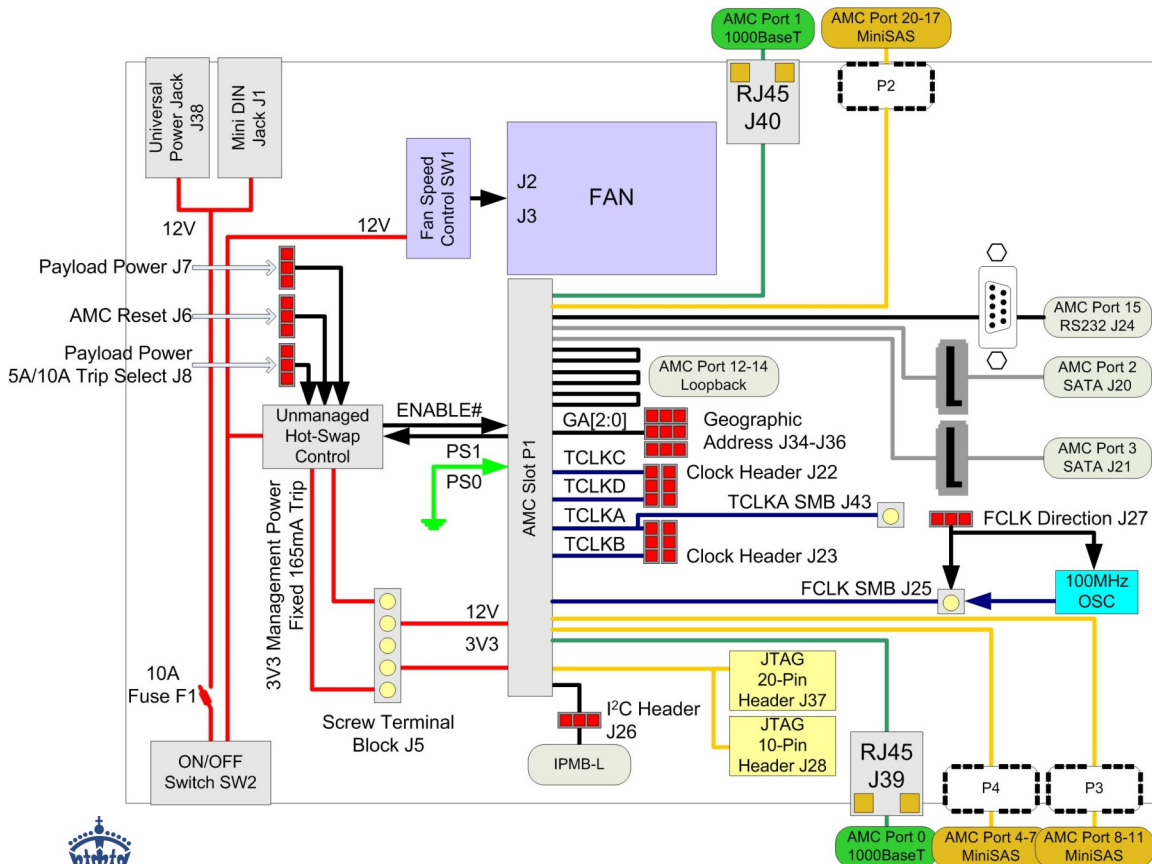 AMC Port 1
1000BaseT
AMC Port 20-17
MiniSAS
Universal
Power Jack
J38
Mini DIN
Jack J1
RJ45
J40
P2
Fan Speed
Control SW1
J2
J3
FAN
12V
12V
Payload Power J7
AMC Reset J6
Payload Power
5A/10A Trip Select J8
AMC Port 15
RS232 J24
AMC Port 12-14
Loopback
AMC Port 2
SATA J20
Unmanaged
Hot-Swap
Control
ENABLE#
PS1
PS0
AMC Slot P1
GA[2:0]
Geographic
Address J34-J36
TCLKC
TCLKD
Clock Header J22
AMC Port 3
SATA J21
TCLKA
TCLKA SMB J43
TCLKB
Clock Header J23
FCLK Direction J27
3V3 Management Power
Fixed 165mA Trip
FCLK SMB J25
100MHz
OSC
12V
3V3
10A
Fuse F1
Screw Terminal
Block J5
I²C Header
J26
IPMB-L
JTAG
20-Pin
Header J37
JTAG
10-Pin
Header J28
ON/OFF
Switch SW2
RJ45
J39
P4
P3
AMC Port 0
1000BaseT
AMC Port 4-7
MiniSAS
AMC Port 8-11
MiniSAS